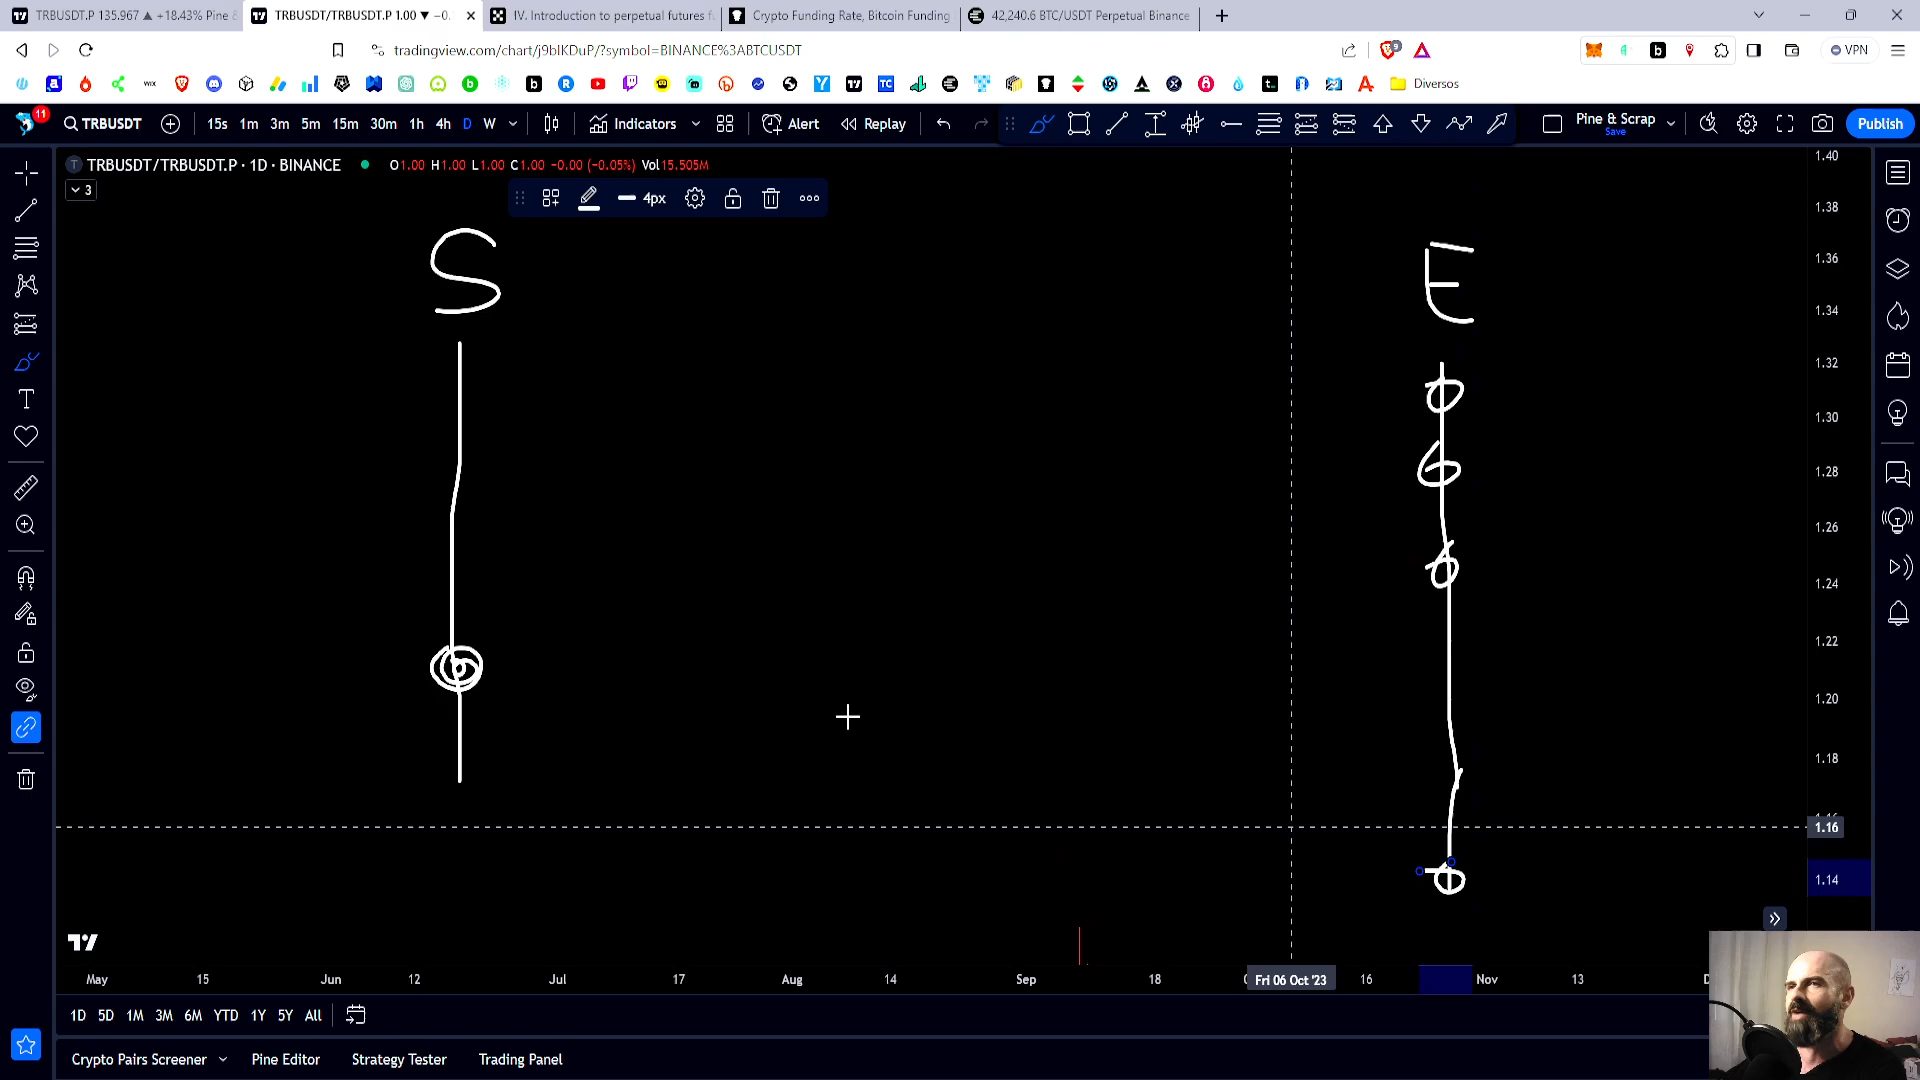 TRBUSDT.P 135.967 ▲ +18.43% Pine &
TRBUSDT/TRBUSDT.P 1.00 ▼ −0.
IV. Introduction to perpetual futures f
Crypto Funding Rate, Bitcoin Funding
42,240.6 BTC/USDT Perpetual Binance
tradingview.com/chart/j9blKDuP/?symbol=BINANCE%3ABTCUSDT
9
VPN
WiX
TC
Diversos
11
TRBUSDT
15s 1m 3m 5m 15m 30m 1h 4h D W
Indicators
Alert
Replay
Pine & Scrap
Save
Publish
TRBUSDT/TRBUSDT.P · 1D · BINANCE
O1.00 H1.00 L1.00 C1.00 −0.00 (−0.05%) Vol15.505M
3
4px
S
E
1.40
1.38
1.36
1.34
1.32
1.30
1.28
1.26
1.24
1.22
1.20
1.18
1.16
1.14
May 15 Jun 12 Jul 17 Aug 14 Sep 18 Fri 06 Oct '23 16 Nov 13 D
1D 5D 1M 3M 6M YTD 1Y 5Y All
Crypto Pairs Screener Pine Editor Strategy Tester Trading Panel